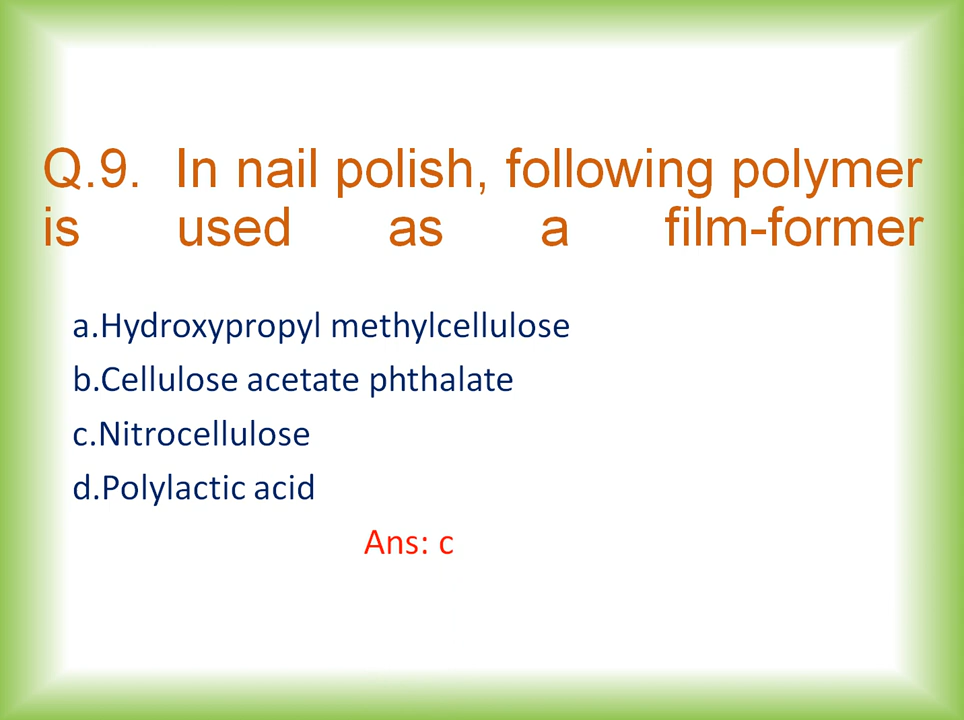 Q.9. In nail polish, following polymer
is used as a film-former
a.Hydroxypropyl methylcellulose
b.Cellulose acetate phthalate
c.Nitrocellulose
d.Polylactic acid
Ans: c